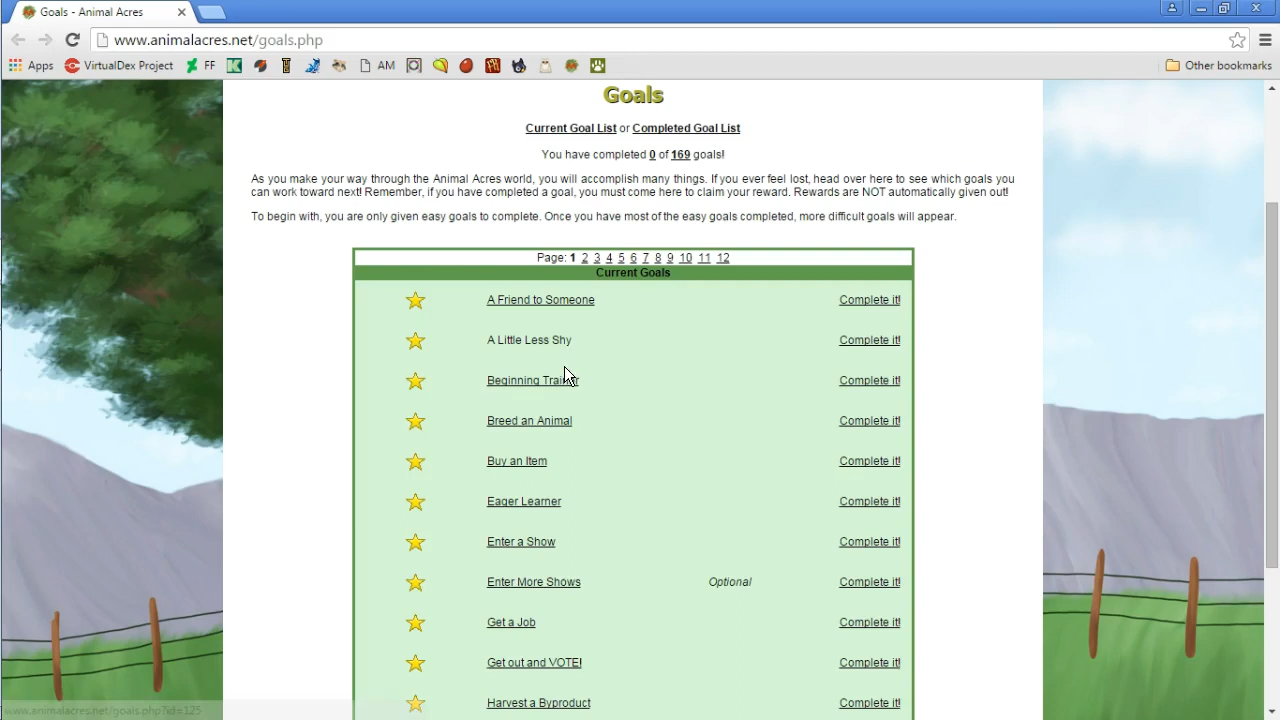 Goals - Animal Acres
www.animalacres.net/goals.php
Apps VirtualDex Project FF AM Other bookmarks
Goals
Current Goal List or Completed Goal List
You have completed 0 of 169 goals!
As you make your way through the Animal Acres world, you will accomplish many things. If you ever feel lost, head over here to see which goals you
can work toward next! Remember, if you have completed a goal, you must come here to claim your reward. Rewards are NOT automatically given out!
To begin with, you are only given easy goals to complete. Once you have most of the easy goals completed, more difficult goals will appear.
Page: 1 2 3 4 5 6 7 8 9 10 11 12
Current Goals
A Friend to Someone Complete it!
A Little Less Shy Complete it!
Beginning Trainer Complete it!
Breed an Animal Complete it!
Buy an Item Complete it!
Eager Learner Complete it!
Enter a Show Complete it!
Enter More Shows Optional Complete it!
Get a Job Complete it!
Get out and VOTE! Complete it!
Harvest a Byproduct Complete it!
www.animalacres.net/goals.php?id=125